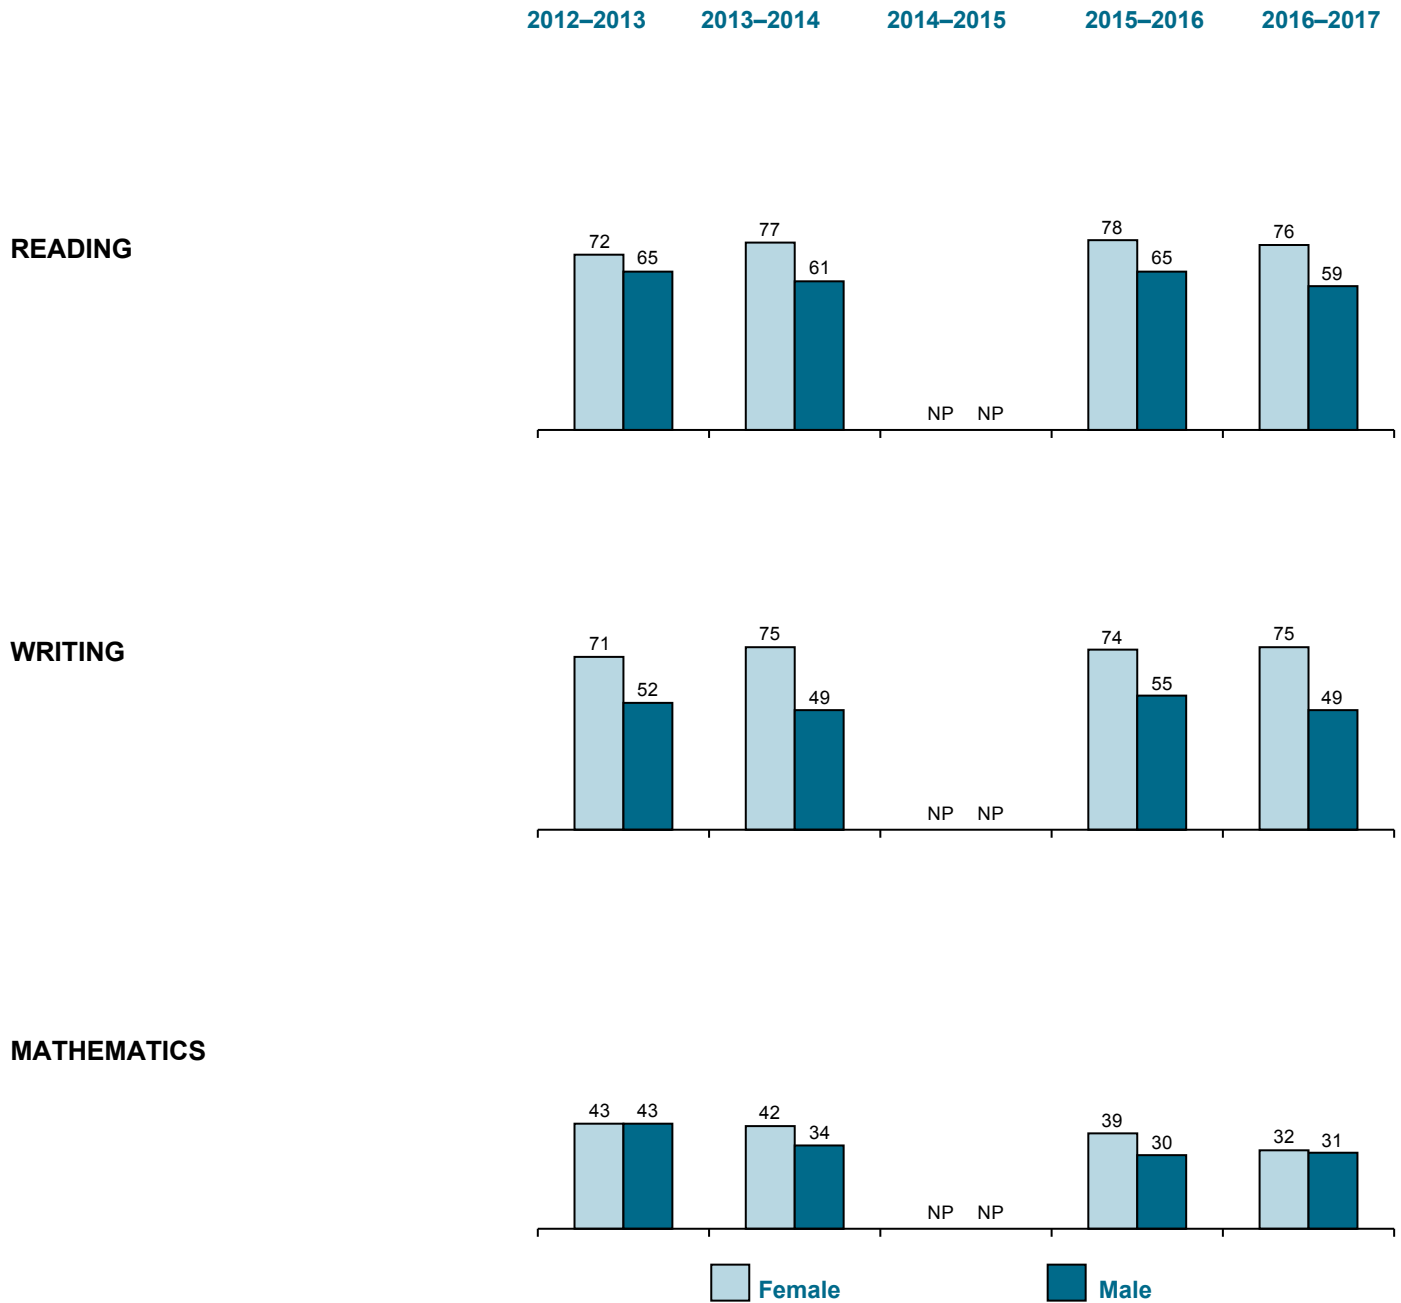 2012–2013 2013–2014 2014–2015 2015–2016 2016–2017
READING
72 65 77 61 NP NP 78 65 76 59
WRITING
71 52 75 49 NP NP 74 55 75 49
MATHEMATICS
43 43 42 34 NP NP 39 30 32 31
Female Male